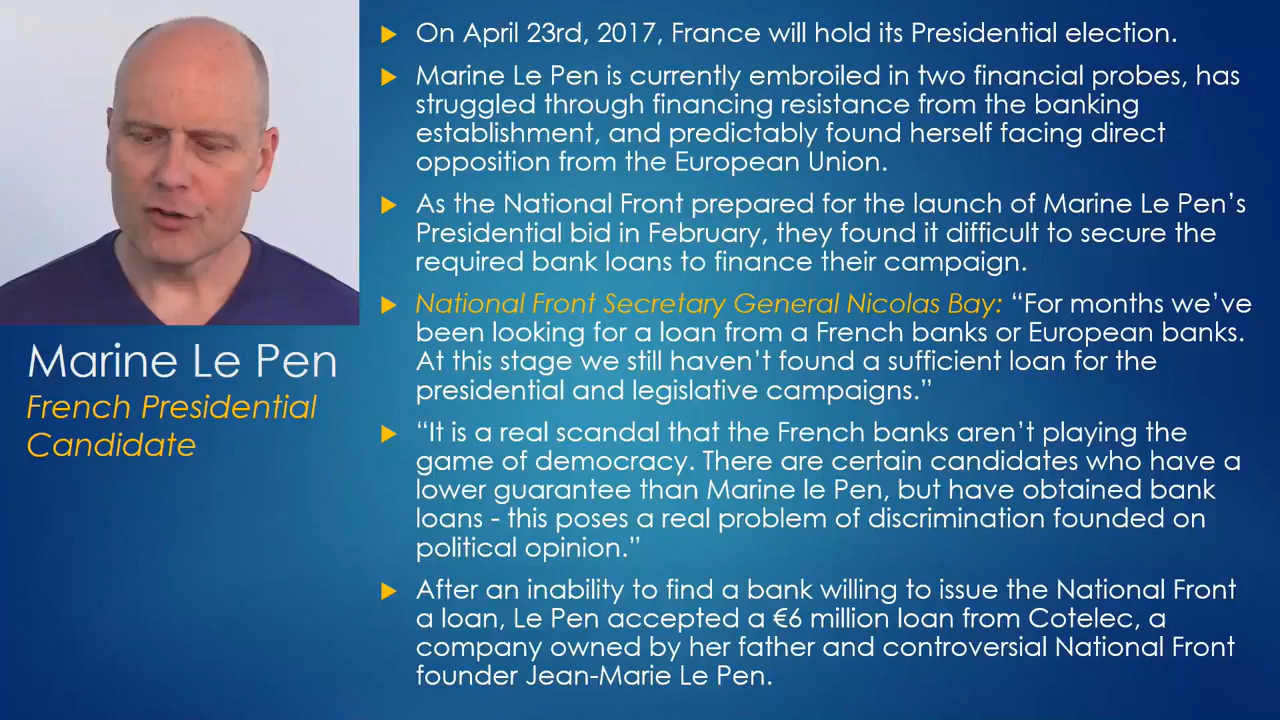 Marine Le Pen
French Presidential
Candidate
On April 23rd, 2017, France will hold its Presidential election.
Marine Le Pen is currently embroiled in two financial probes, has
struggled through financing resistance from the banking
establishment, and predictably found herself facing direct
opposition from the European Union.
As the National Front prepared for the launch of Marine Le Pen's
Presidential bid in February, they found it difficult to secure the
required bank loans to finance their campaign.
National Front Secretary General Nicolas Bay: “For months we've
been looking for a loan from a French banks or European banks.
At this stage we still haven't found a sufficient loan for the
presidential and legislative campaigns.”
“It is a real scandal that the French banks aren't playing the
game of democracy. There are certain candidates who have a
lower guarantee than Marine le Pen, but have obtained bank
loans - this poses a real problem of discrimination founded on
political opinion.”
After an inability to find a bank willing to issue the National Front
a loan, Le Pen accepted a €6 million loan from Cotelec, a
company owned by her father and controversial National Front
founder Jean-Marie Le Pen.